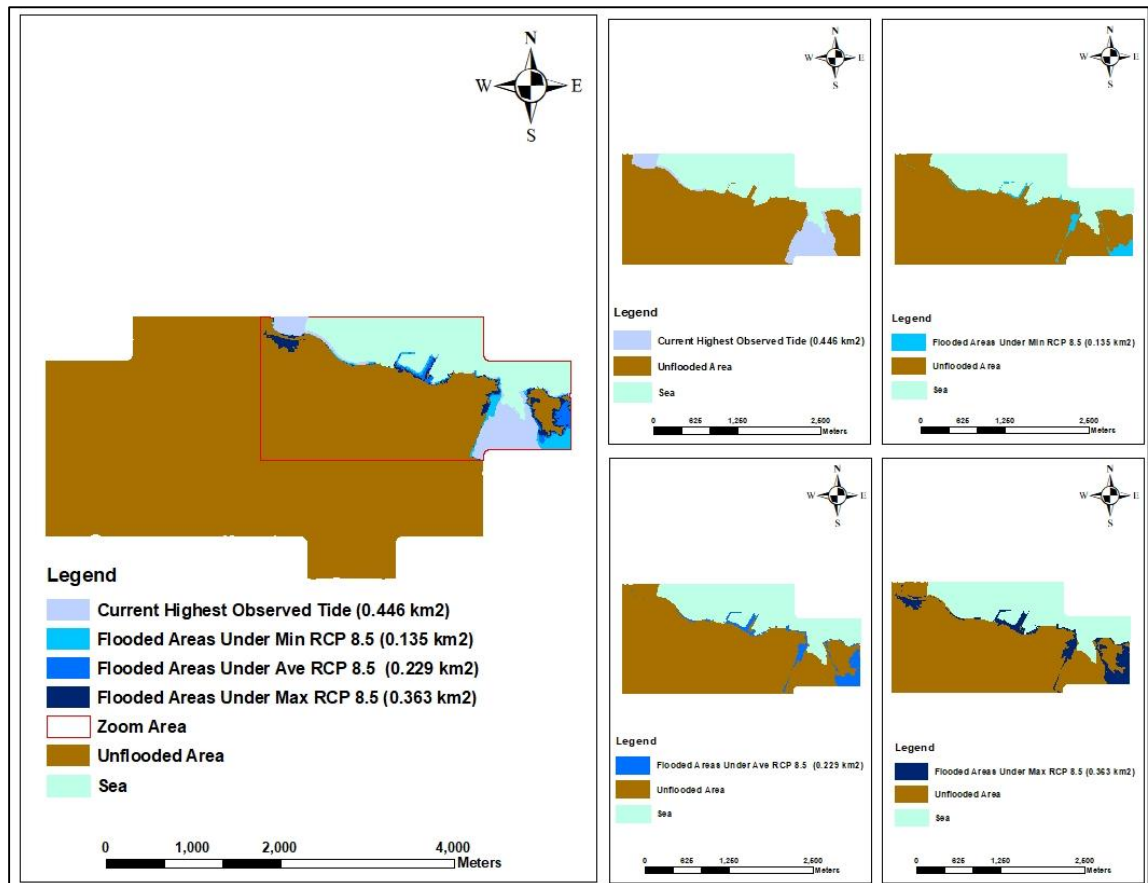 N
W E
S
Legend
Current Highest Observed Tide (0.446 km2)
Flooded Areas Under Min RCP 8.5 (0.135 km2)
Flooded Areas Under Ave RCP 8.5 (0.229 km2)
Flooded Areas Under Max RCP 8.5 (0.363 km2)
Zoom Area
Unflooded Area
Sea
0 1,000 2,000 4,000
Meters
N
W E
S
Legend
Current Highest Observed Tide (0.446 km2)
Unflooded Area
Sea
0 625 1,250 2,500
Meters
N
W E
S
Legend
Flooded Areas Under Min RCP 8.5 (0.135 km2)
Unflooded Area
Sea
0 625 1,250 2,500
Meters
N
W E
S
Legend
Flooded Areas Under Ave RCP 8.5 (0.229 km2)
Unflooded Area
Sea
0 625 1,250 2,500
Meters
N
W E
S
Legend
Flooded Areas Under Max RCP 8.5 (0.363 km2)
Unflooded Area
Sea
0 625 1,250 2,500
Meters